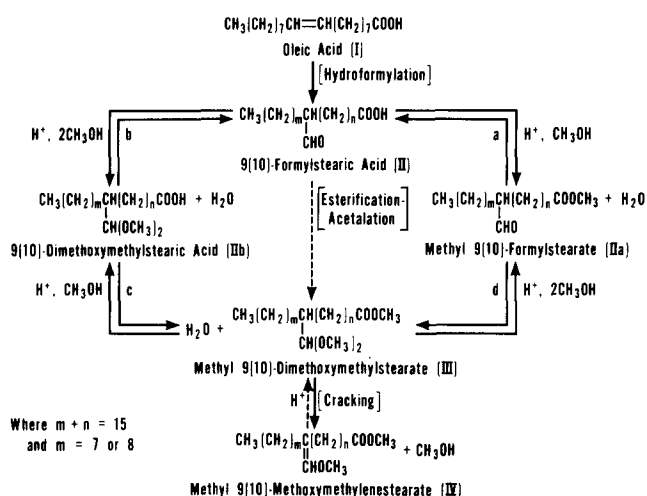 CH3(CH2)7CH=CH(CH2)7COOH
Oleic Acid (I)
[Hydroformylation]
CH3(CH2)mCH(CH2)nCOOH
CHO
9(10)-Formylstearic Acid (II)
H+, 2CH3OH
b
a
H+, CH3OH
CH3(CH2)mCH(CH2)nCOOH + H2O
CH(OCH3)2
9(10)-Dimethoxymethylstearic Acid (IIb)
[Esterification-
Acetalation]
CH3(CH2)mCH(CH2)nCOOCH3 + H2O
CHO
Methyl 9(10)-Formylstearate (IIa)
H+, CH3OH
c
d
H+, 2CH3OH
H2O +
CH3(CH2)mCH(CH2)nCOOCH3
CH(OCH3)2
Methyl 9(10)-Dimethoxymethylstearate (III)
H+
[Cracking]
Where m + n = 15
and m = 7 or 8
CH3(CH2)mC(CH2)nCOOCH3 + CH3OH
CHOCH3
Methyl 9(10)-Methoxymethylenestearate (IV)